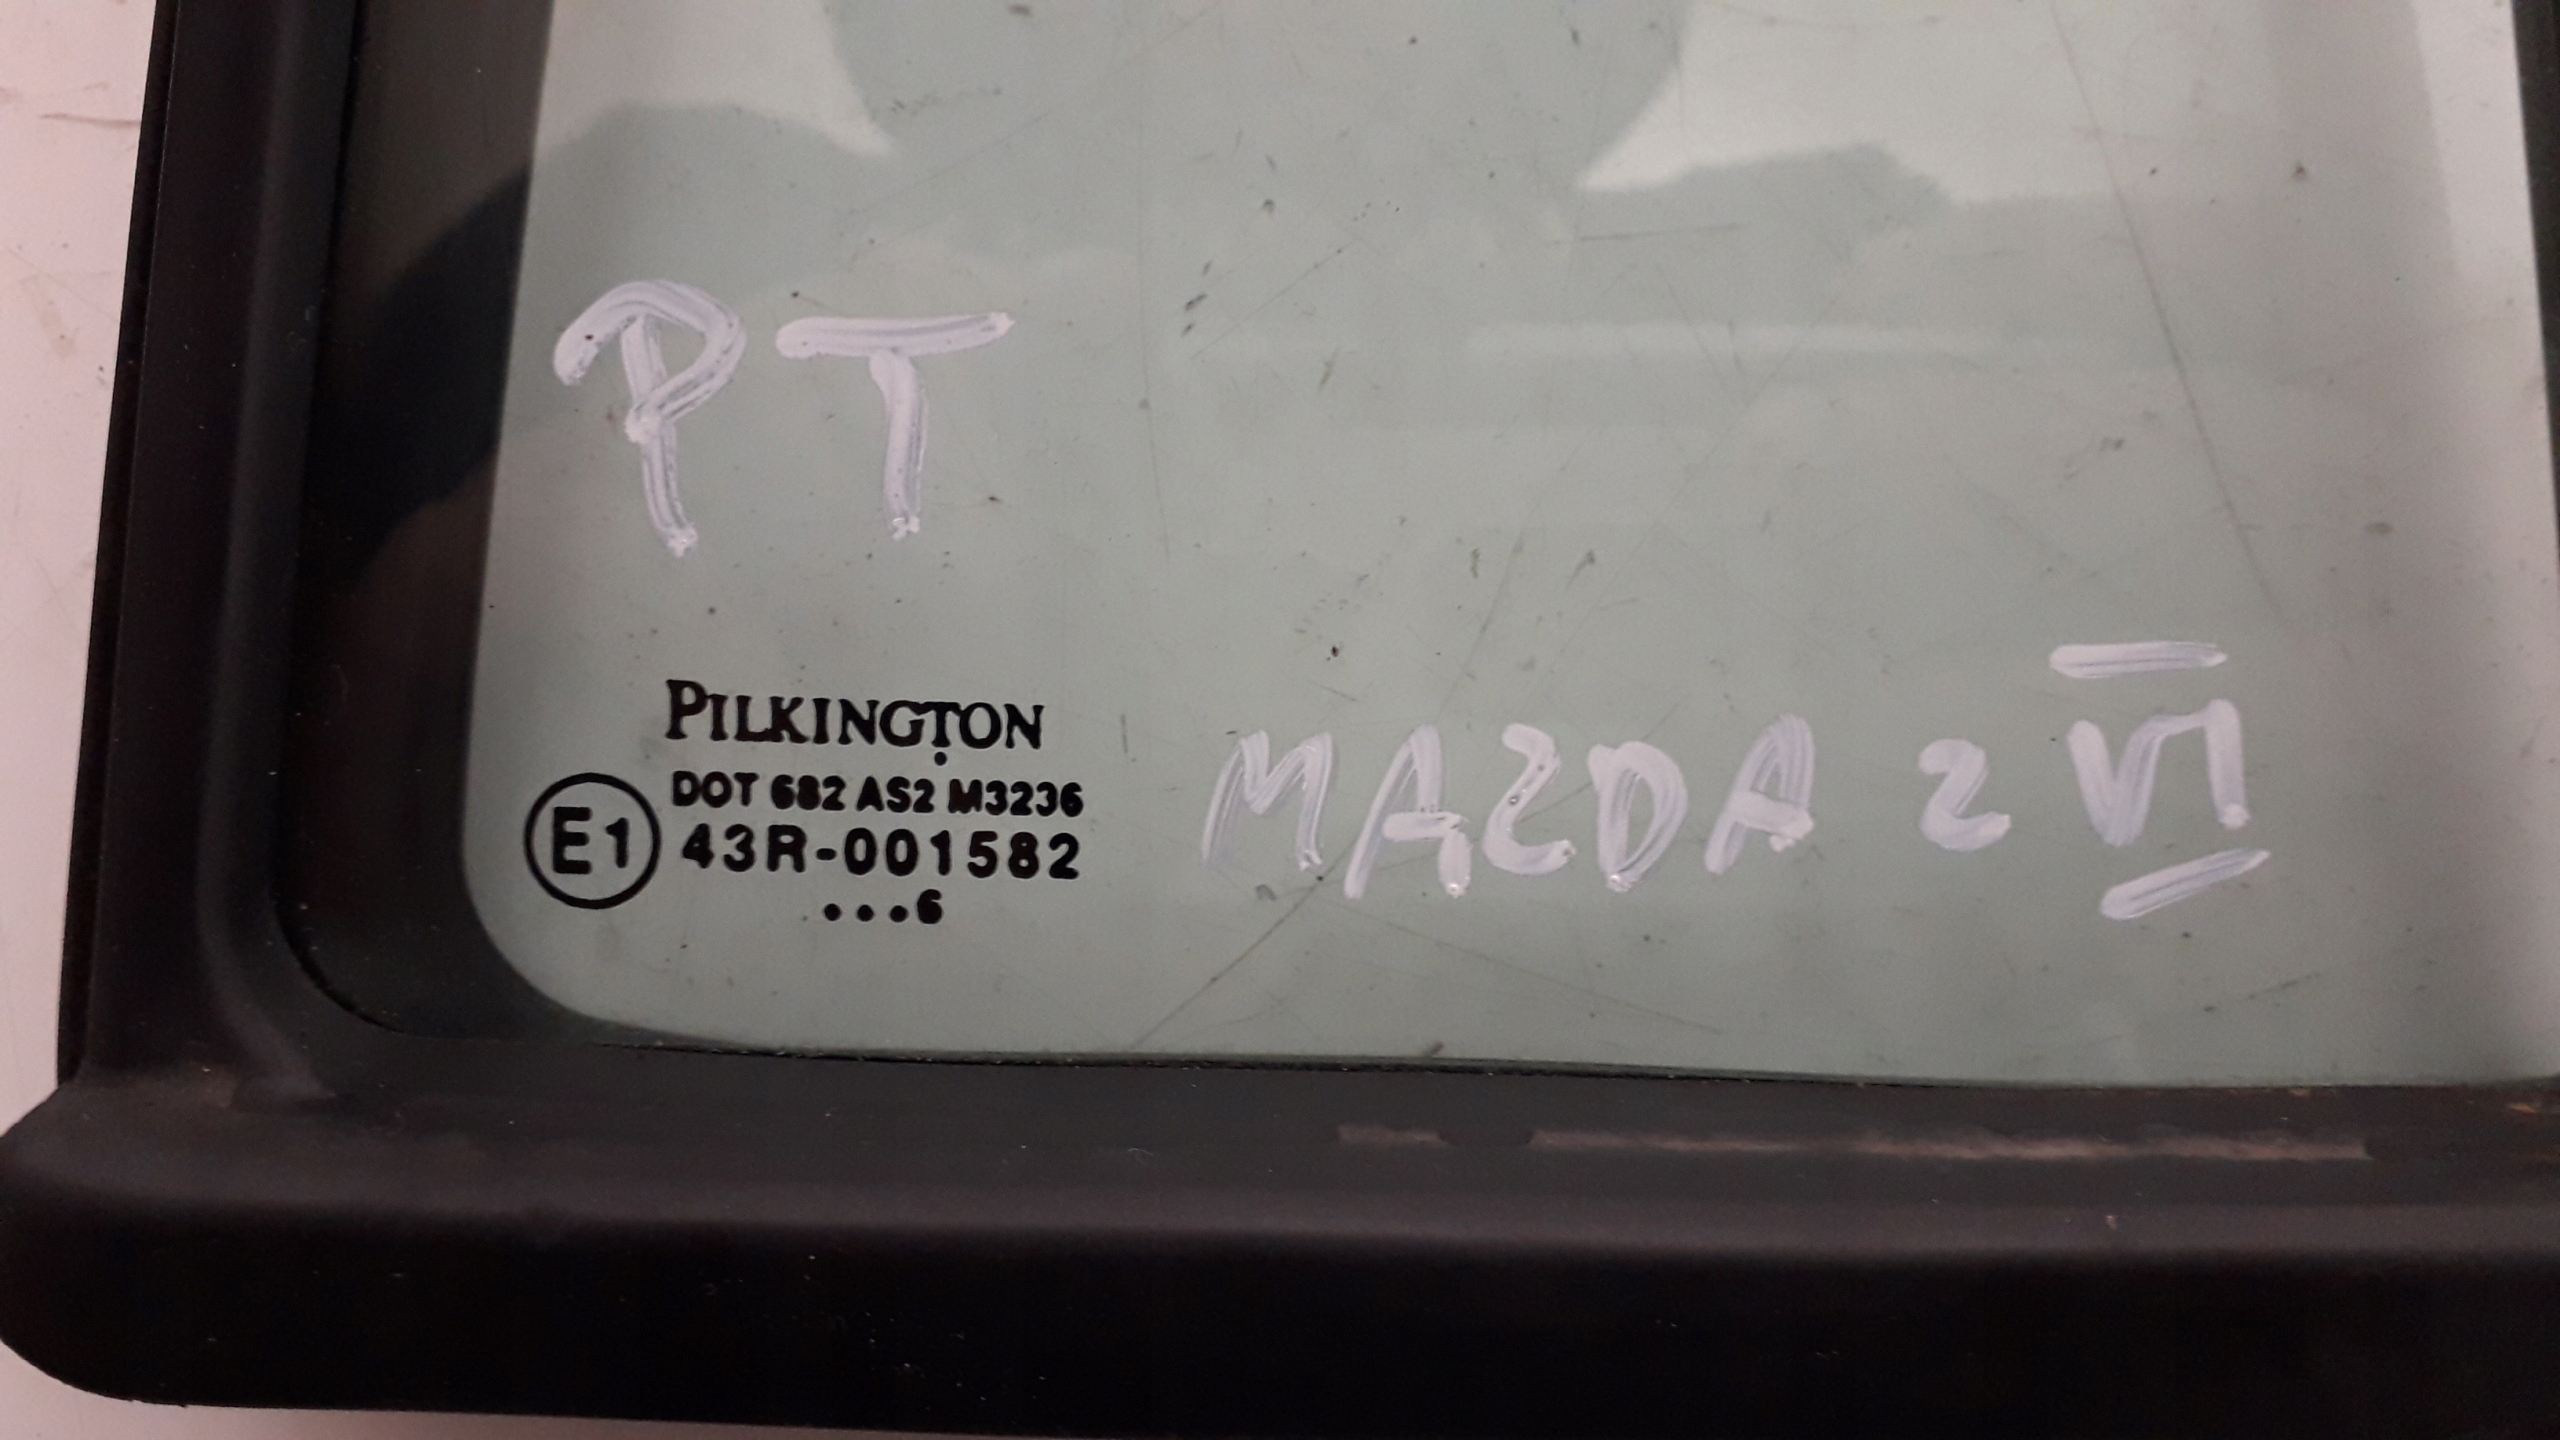 PT
PILKINGTON
DOT 682 AS2 M3236
E1 43R-001582
...6
MAZDA 2 VI